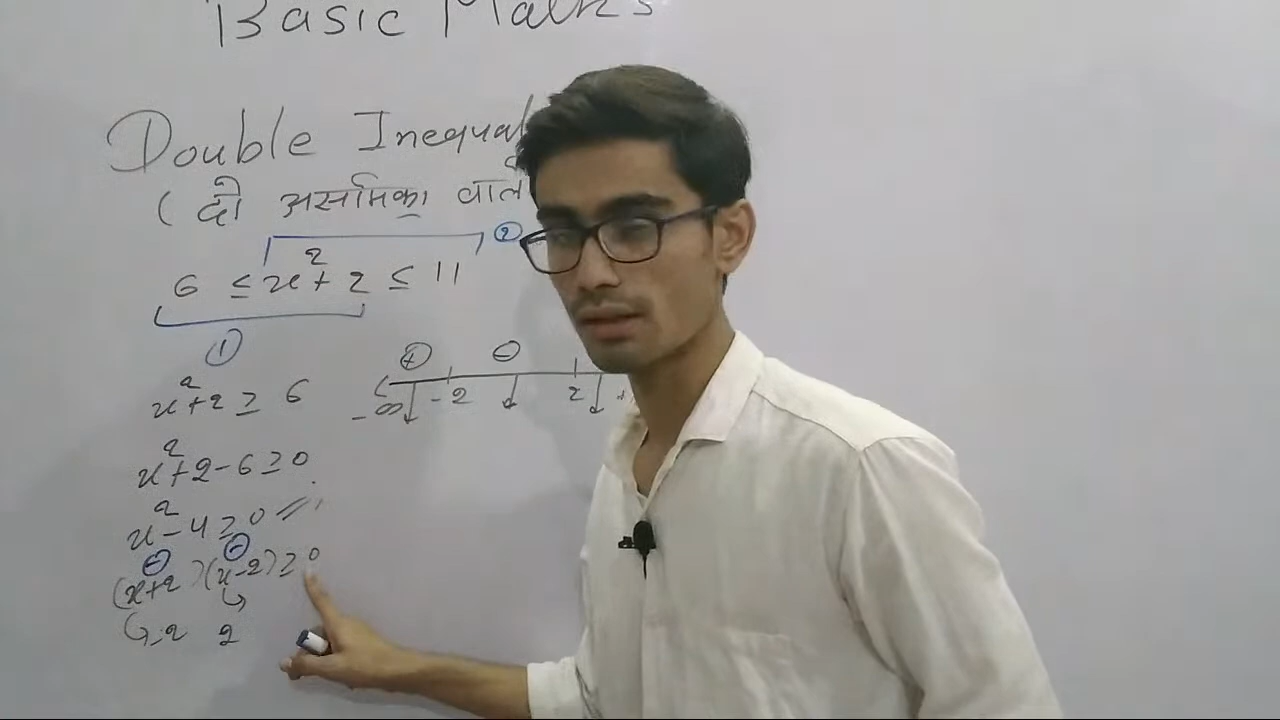 Basic Maths
Double Inequal
( दो असमिका वाले
②
6 ≤ x² + 2 ≤ 11
①
x² + 2 ≥ 6
⊕ ⊖
-∞ -2 2
x² + 2 - 6 ≥ 0
x² - 4 ≥ 0
⊖ ⊖
(x+2)(x-2) ≥ 0
-2 2